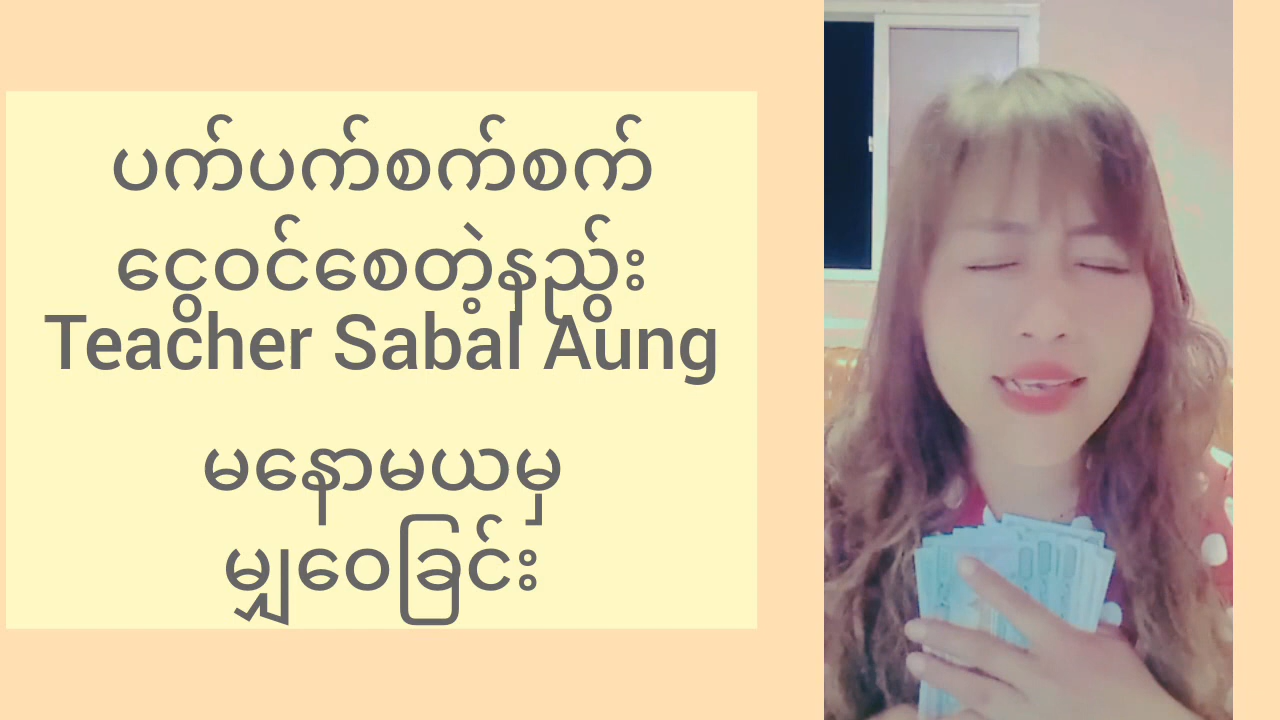 ပက်ပက်စက်စက်
ငွေဝင်စေတဲ့နည်း
Teacher Sabal Aung
မနောမယမှ
မျှဝေခြင်း